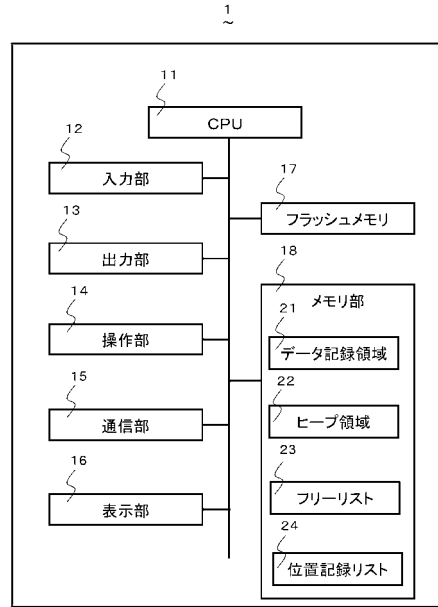 1
~
11
CPU
12
入力部
13
出力部
14
操作部
15
通信部
16
表示部
17
フラッシュメモリ
18
メモリ部
21
データ記録領域
22
ヒープ領域
23
フリーリスト
24
位置記録リスト